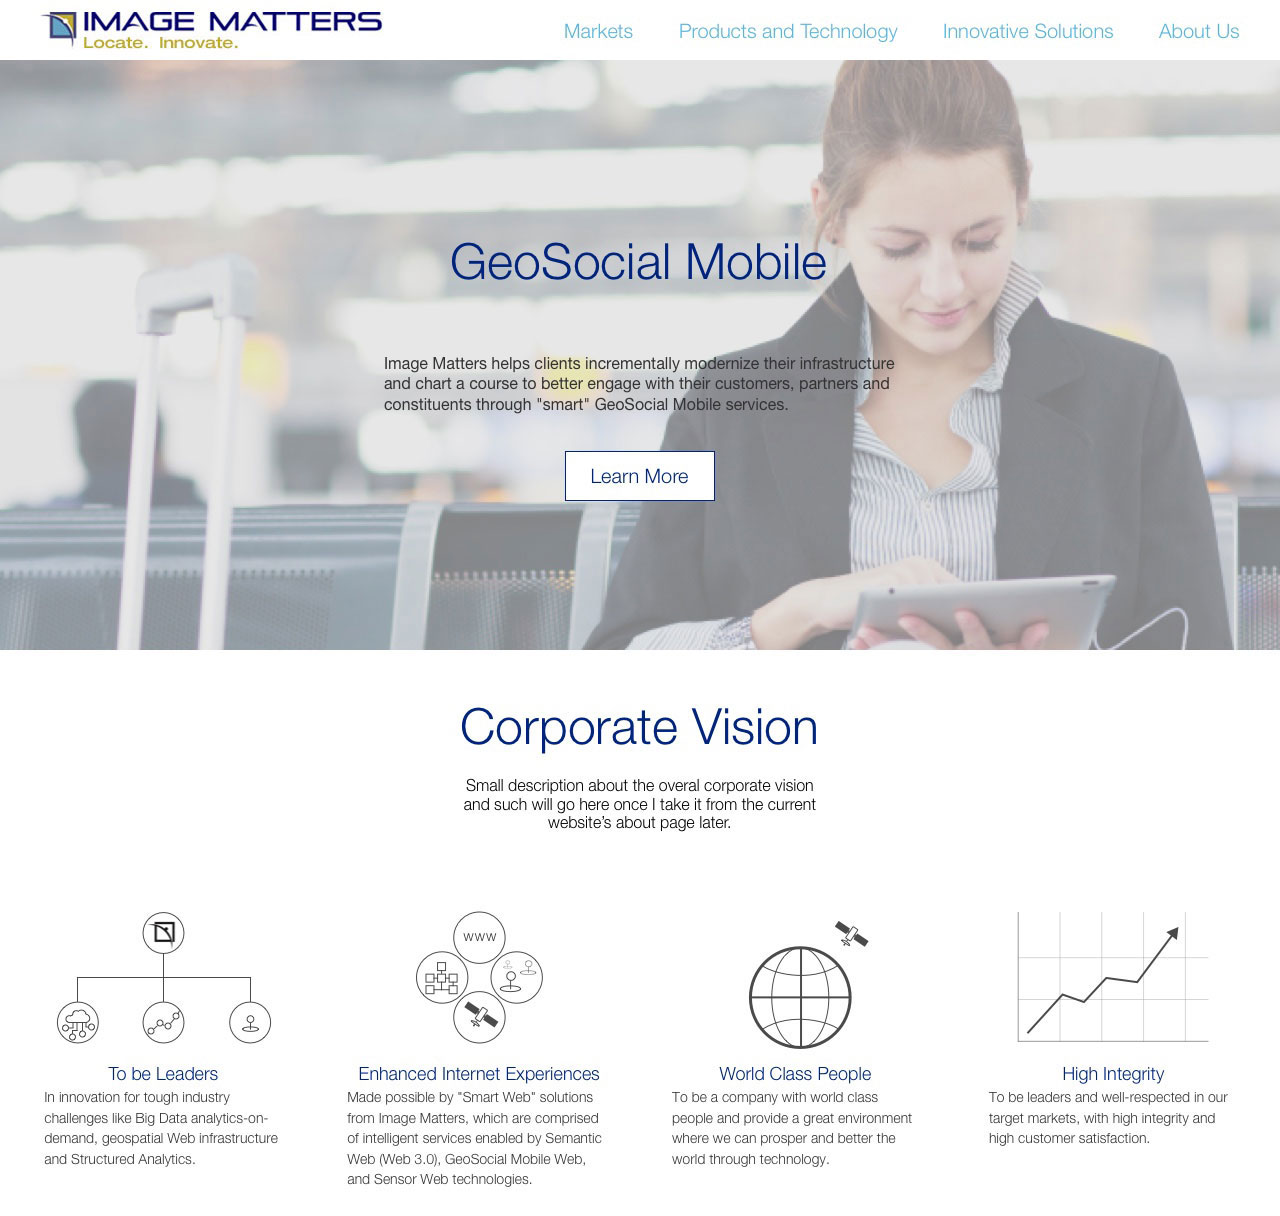 IMAGE MATTERS
Locate. Innovate.
Markets
Products and Technology
Innovative Solutions
About Us
GeoSocial Mobile
Image Matters helps clients incrementally modernize their infrastructure
and chart a course to better engage with their customers, partners and
constituents through "smart" GeoSocial Mobile services.
Learn More
Corporate Vision
Small description about the overal corporate vision
and such will go here once I take it from the current
website’s about page later.
WWW
To be Leaders
In innovation for tough industry
challenges like Big Data analytics-on-
demand, geospatial Web infrastructure
and Structured Analytics.
Enhanced Internet Experiences
Made possible by "Smart Web" solutions
from Image Matters, which are comprised
of intelligent services enabled by Semantic
Web (Web 3.0), GeoSocial Mobile Web,
and Sensor Web technologies.
World Class People
To be a company with world class
people and provide a great environment
where we can prosper and better the
world through technology.
High Integrity
To be leaders and well-respected in our
target markets, with high integrity and
high customer satisfaction.